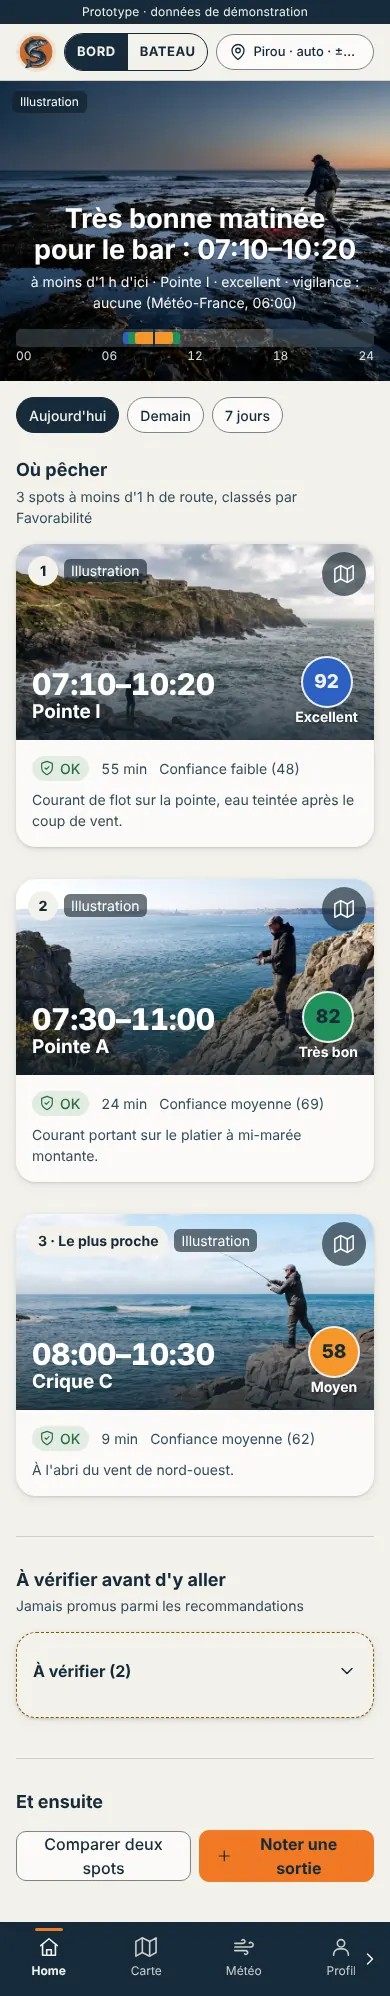 Prototype · données de démonstration
BORD BATEAU Pirou · auto · ±...
Illustration
Très bonne matinée
pour le bar : 07:10–10:20
à moins d'1 h d'ici · Pointe I · excellent · vigilance :
aucune (Météo-France, 06:00)
00 06 12 18 24
Aujourd'hui Demain 7 jours
Où pêcher
3 spots à moins d'1 h de route, classés par
Favorabilité
1 Illustration
07:10–10:20
Pointe I
92
Excellent
OK 55 min Confiance faible (48)
Courant de flot sur la pointe, eau teintée après le
coup de vent.
2 Illustration
07:30–11:00
Pointe A
82
Très bon
OK 24 min Confiance moyenne (69)
Courant portant sur le platier à mi-marée
montante.
3 · Le plus proche Illustration
08:00–10:30
Crique C
58
Moyen
OK 9 min Confiance moyenne (62)
À l'abri du vent de nord-ouest.
À vérifier avant d'y aller
Jamais promus parmi les recommandations
À vérifier (2)
Et ensuite
Comparer deux
spots
+ Noter une
sortie
Home Carte Météo Profil